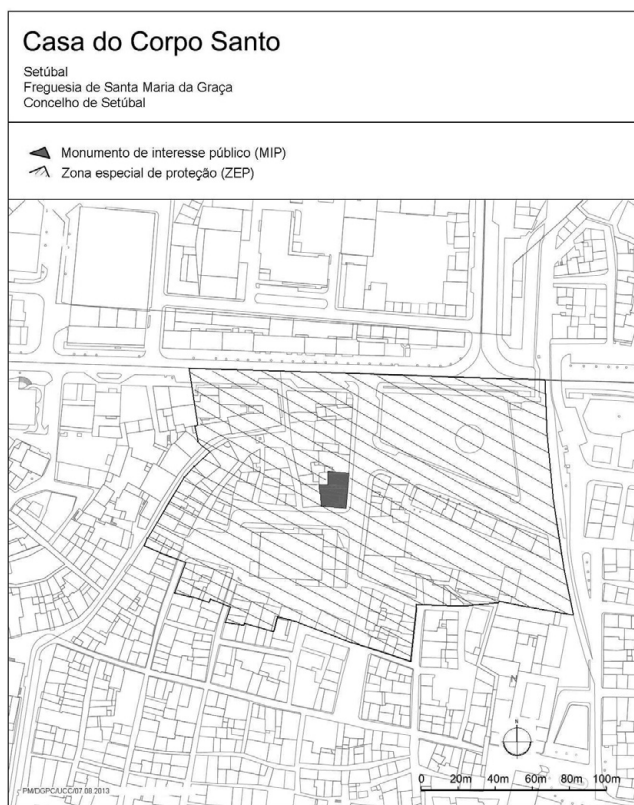 Casa do Corpo Santo
Setúbal
Freguesia de Santa Maria da Graça
Concelho de Setúbal
Monumento de interesse público (MIP)
Zona especial de proteção (ZEP)
N
N
PM/DGPC/UCC/07.08.2013
0 20m 40m 60m 80m 100m